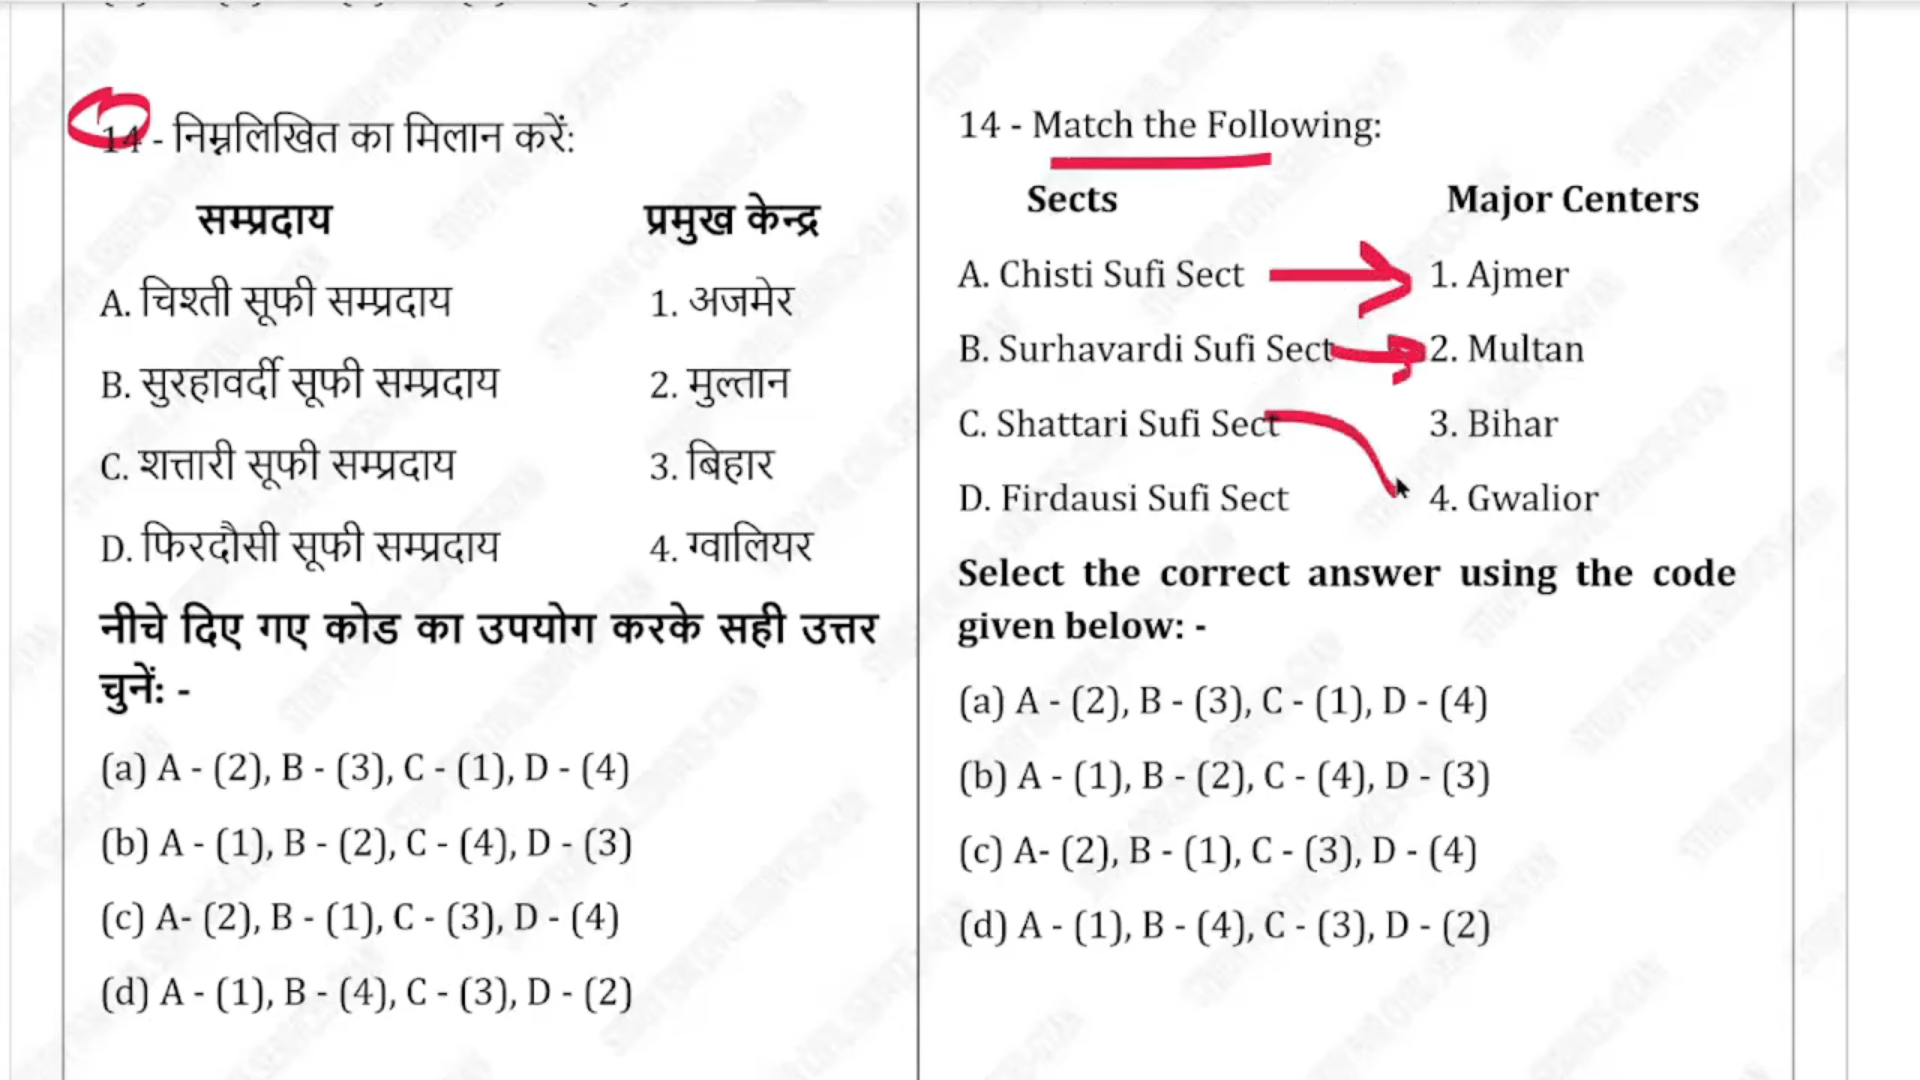 14 - निम्नलिखित का मिलान करें:
सम्प्रदाय प्रमुख केन्द्र
A. चिश्ती सूफी सम्प्रदाय 1. अजमेर
B. सुरहावर्दी सूफी सम्प्रदाय 2. मुल्तान
C. शत्तारी सूफी सम्प्रदाय 3. बिहार
D. फिरदौसी सूफी सम्प्रदाय 4. ग्वालियर
नीचे दिए गए कोड का उपयोग करके सही उत्तर
चुनें: -
(a) A - (2), B - (3), C - (1), D - (4)
(b) A - (1), B - (2), C - (4), D - (3)
(c) A- (2), B - (1), C - (3), D - (4)
(d) A - (1), B - (4), C - (3), D - (2)
14 - Match the Following:
Sects Major Centers
A. Chisti Sufi Sect 1. Ajmer
B. Surhavardi Sufi Sect 2. Multan
C. Shattari Sufi Sect 3. Bihar
D. Firdausi Sufi Sect 4. Gwalior
Select the correct answer using the code
given below: -
(a) A - (2), B - (3), C - (1), D - (4)
(b) A - (1), B - (2), C - (4), D - (3)
(c) A- (2), B - (1), C - (3), D - (4)
(d) A - (1), B - (4), C - (3), D - (2)